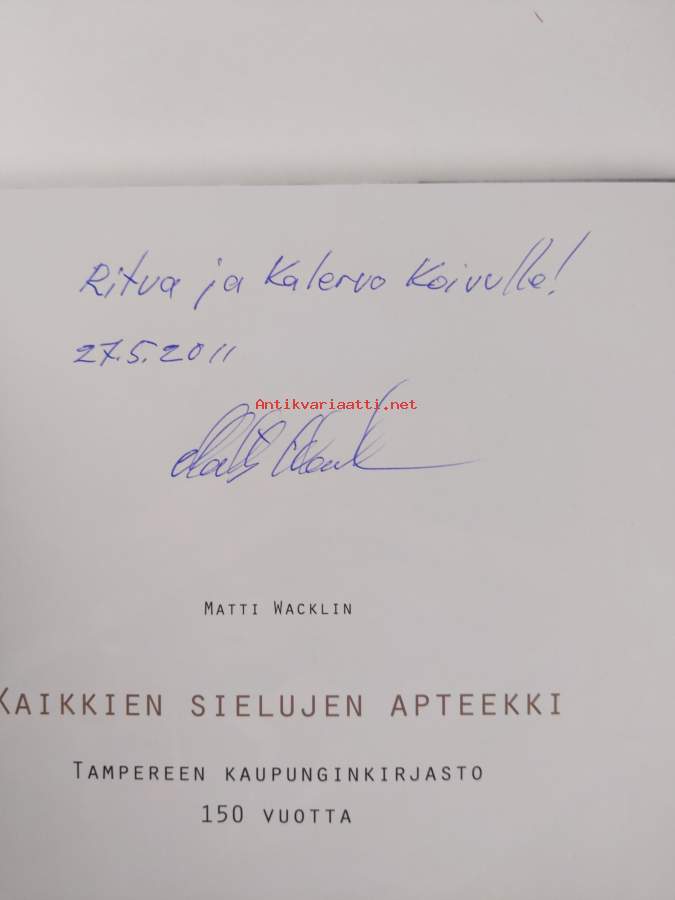 Ritva ja Kalervo Koivulle!
27.5.2011
Antikvariaatti.net
MATTI WACKLIN
KAIKKIEN SIELUJEN APTEEKKI
TAMPEREEN KAUPUNGINKIRJASTO
150 VUOTTA